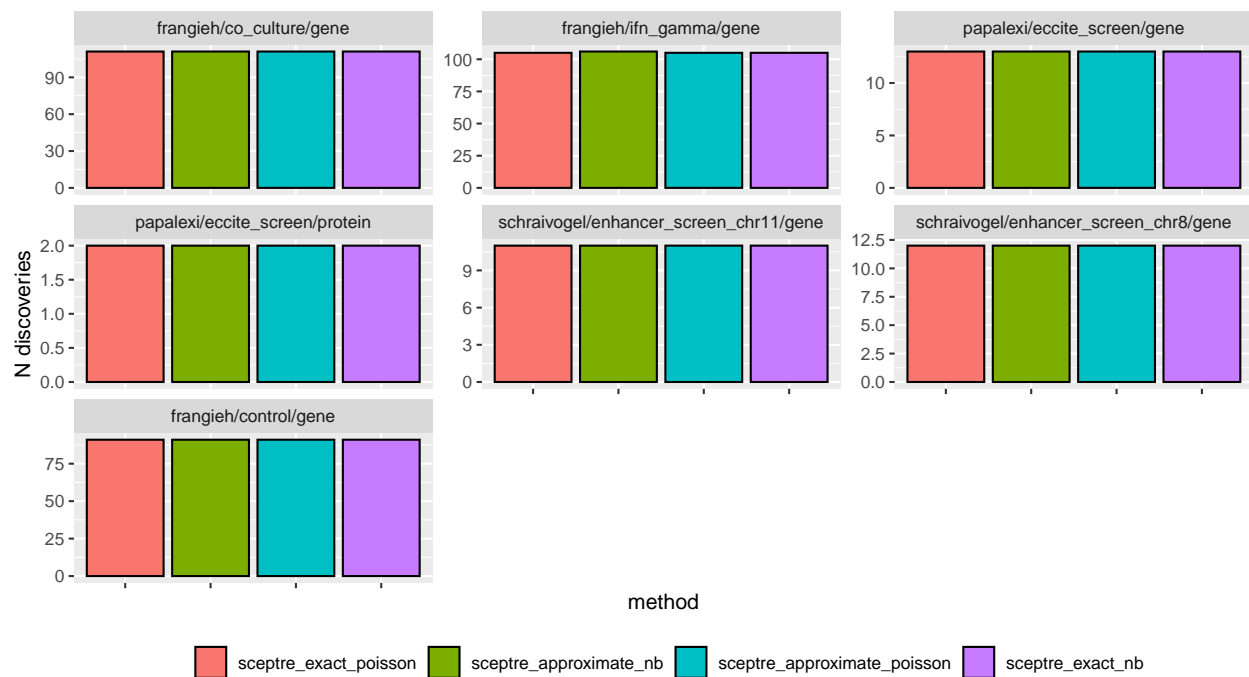 frangieh/co_culture/gene
frangieh/ifn_gamma/gene
papalexi/eccite_screen/gene
90
60
30
0
100
75
50
25
0
10
5
0
papalexi/eccite_screen/protein
schraivogel/enhancer_screen_chr11/gene
schraivogel/enhancer_screen_chr8/gene
2.0
1.5
1.0
0.5
0.0
9
6
3
0
12.5
10.0
7.5
5.0
2.5
0.0
N discoveries
frangieh/control/gene
75
50
25
0
method
sceptre_exact_poisson
sceptre_approximate_nb
sceptre_approximate_poisson
sceptre_exact_nb